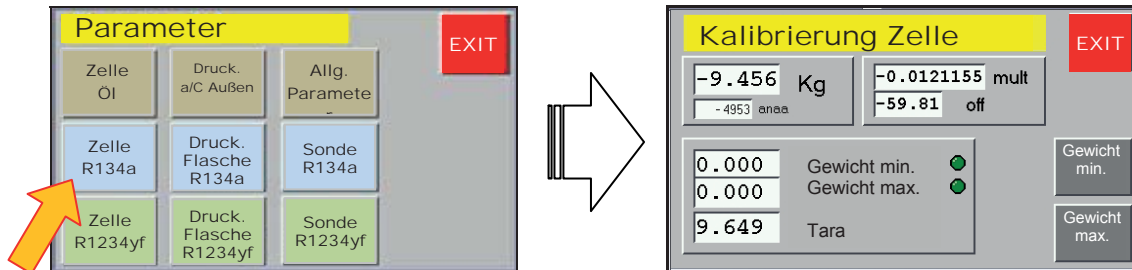 Parameter
EXIT
Zelle
Öl
Druck.
a/C Außen
Allg.
Paramete
Zelle
R134a
Druck.
Flasche
R134a
Sonde
R134a
Zelle
R1234yf
Druck.
Flasche
R1234yf
Sonde
R1234yf
Kalibrierung Zelle
EXIT
-9.456 Kg
-4953 anaa
-0.0121155 mult
-59.81 off
0.000 Gewicht min.
0.000 Gewicht max.
9.649 Tara
Gewicht
min.
Gewicht
max.